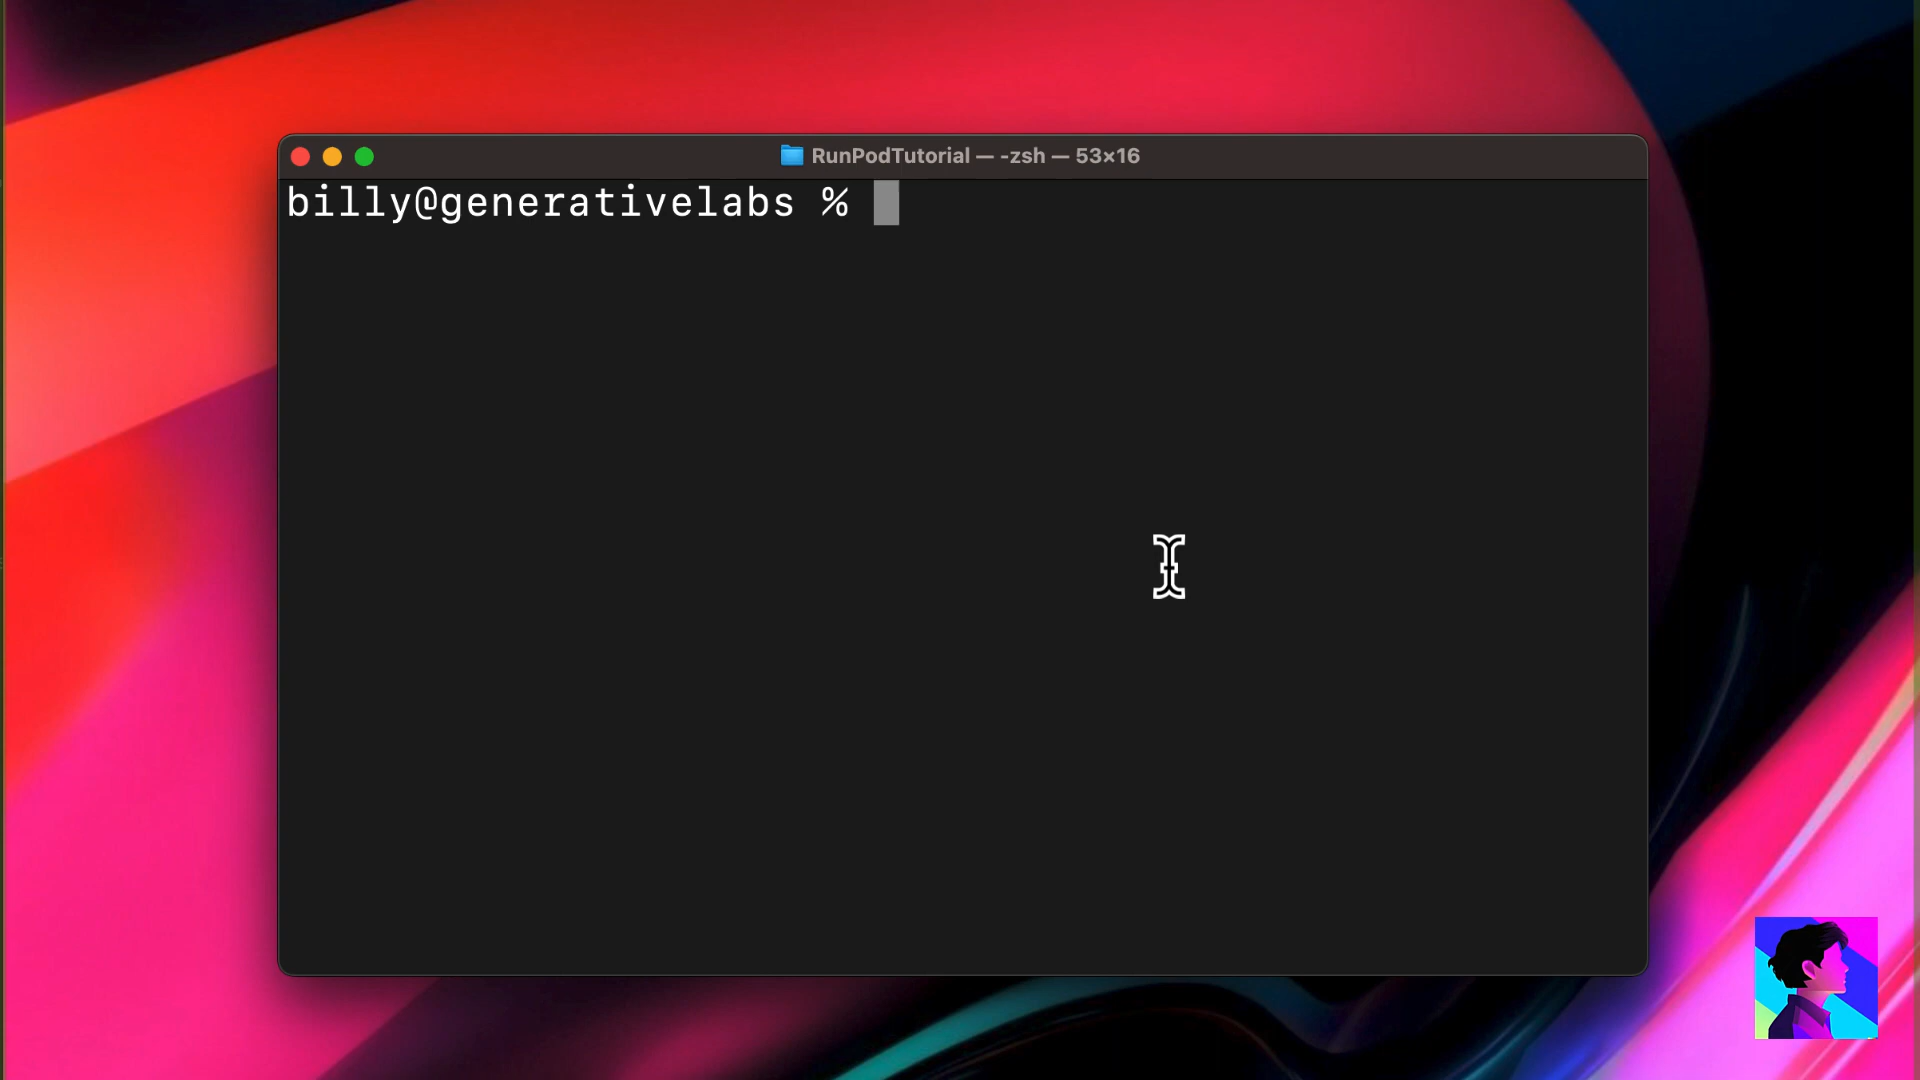 RunPodTutorial — -zsh — 53×16
billy@generativelabs %